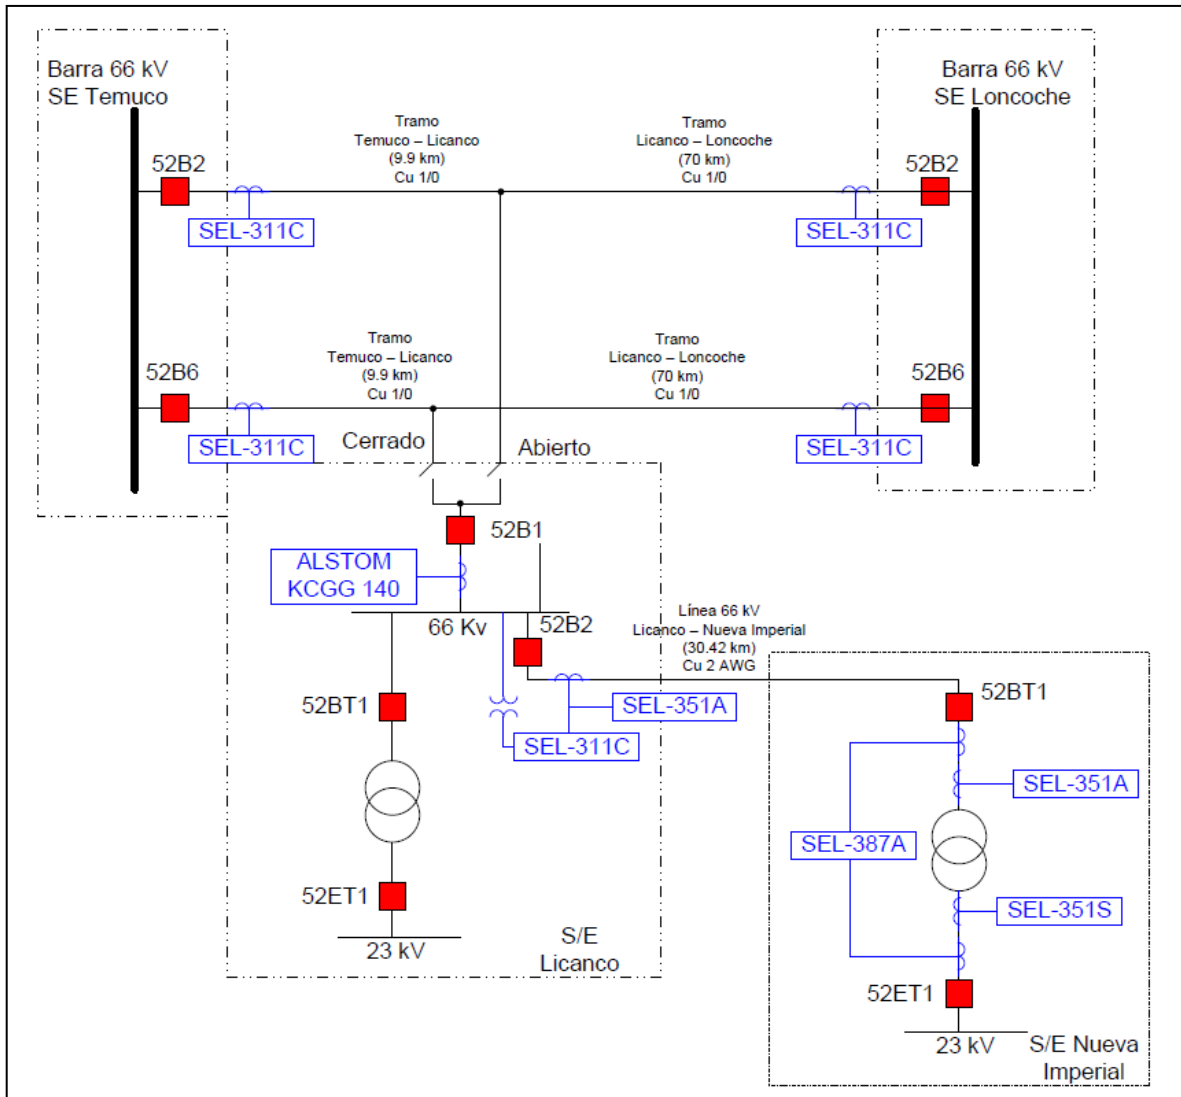 Barra 66 kV
SE Temuco
Barra 66 kV
SE Loncoche
Tramo
Temuco – Licanco
(9.9 km)
Cu 1/0
Tramo
Licanco – Loncoche
(70 km)
Cu 1/0
52B2
52B2
SEL-311C
SEL-311C
Tramo
Temuco – Licanco
(9.9 km)
Cu 1/0
Tramo
Licanco – Loncoche
(70 km)
Cu 1/0
52B6
52B6
SEL-311C
SEL-311C
Cerrado
Abierto
52B1
ALSTOM
KCGG 140
66 Kv
52B2
Línea 66 kV
Licanco – Nueva Imperial
(30.42 km)
Cu 2 AWG
52BT1
SEL-351A
SEL-311C
52BT1
SEL-351A
SEL-387A
SEL-351S
52ET1
23 kV
S/E
Licanco
52ET1
23 kV
S/E Nueva
Imperial